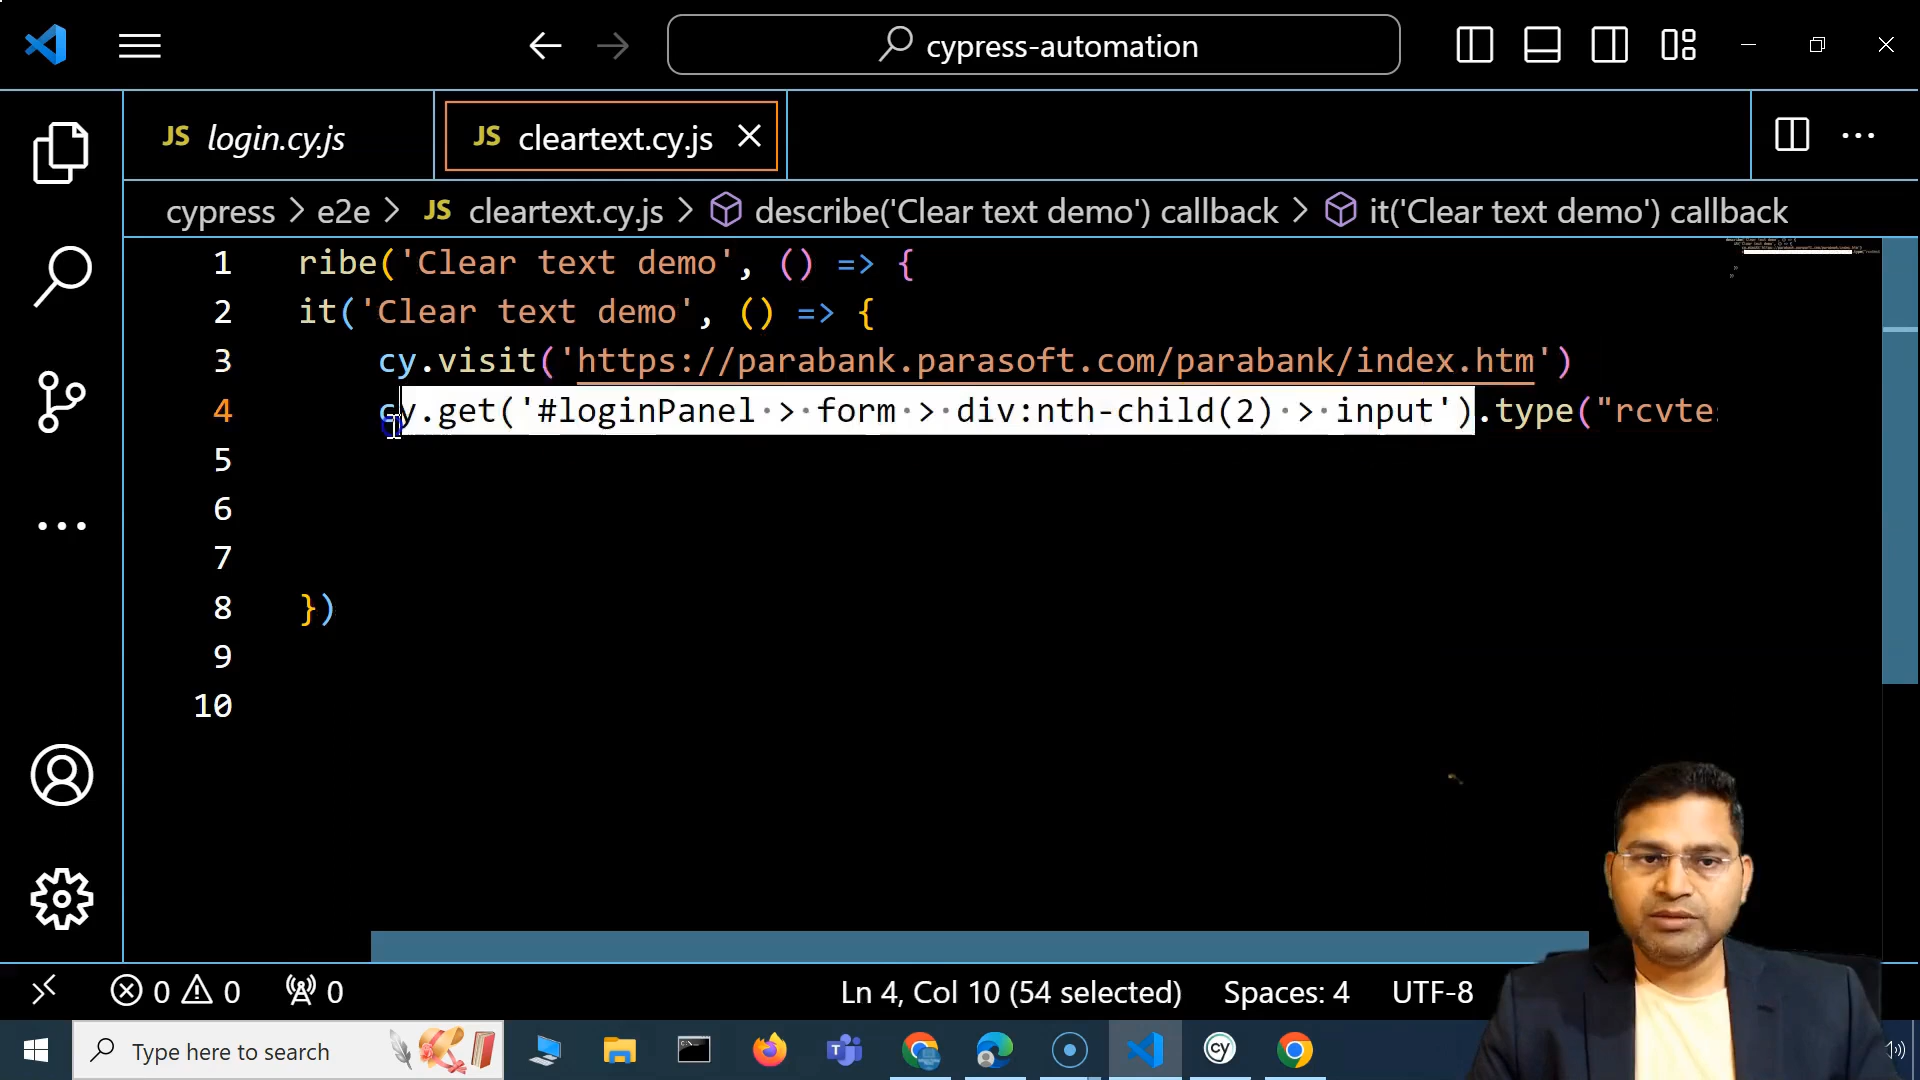 cypress-automation
JS login.cy.js
JS cleartext.cy.js
cypress > e2e > JS cleartext.cy.js > describe('Clear text demo') callback > it('Clear text demo') callback
1 ribe('Clear text demo', () => {
2 it('Clear text demo', () => {
3 cy.visit('https://parabank.parasoft.com/parabank/index.htm')
4 cy.get('#loginPanel > form > div:nth-child(2) > input').type("rcvte
5
6
7
8 })
9
10
0 0 0 Ln 4, Col 10 (54 selected) Spaces: 4 UTF-8
Type here to search
cy